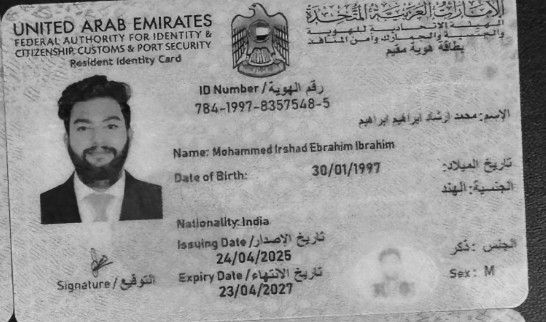 UNITED ARAB EMIRATES
FEDERAL AUTHORITY FOR IDENTITY &
CITIZENSHIP, CUSTOMS & PORT SECURITY
Resident Identity Card
الإمارات العربية المتحدة
الهيئة الاتحادية للهوية
والجنسية والجمارك وأمن المنافذ
بطاقة هوية مقيم
ID Number / رقم الهوية
784-1997-8357548-5
الإسم: محمد ارشاد ابراهيم ابراهيم
Name: Mohammed Irshad Ebrahim Ibrahim
Date of Birth: 30/01/1997 تاريخ الميلاد:
الجنسية: الهند
Nationality: India
Issuing Date / تاريخ الإصدار
24/04/2025
الجنس: ذكر
Expiry Date / تاريخ الإنتهاء
23/04/2027
Sex: M
Signature / التوقيع